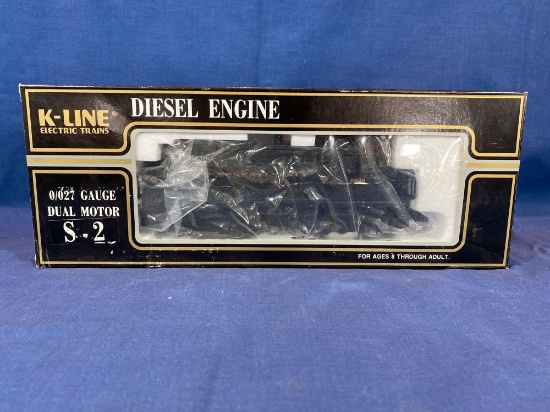 K-LINE®
ELECTRIC TRAINS
DIESEL ENGINE
0/027 GAUGE
DUAL MOTOR
S-2
FOR AGES 8 THROUGH ADULT.